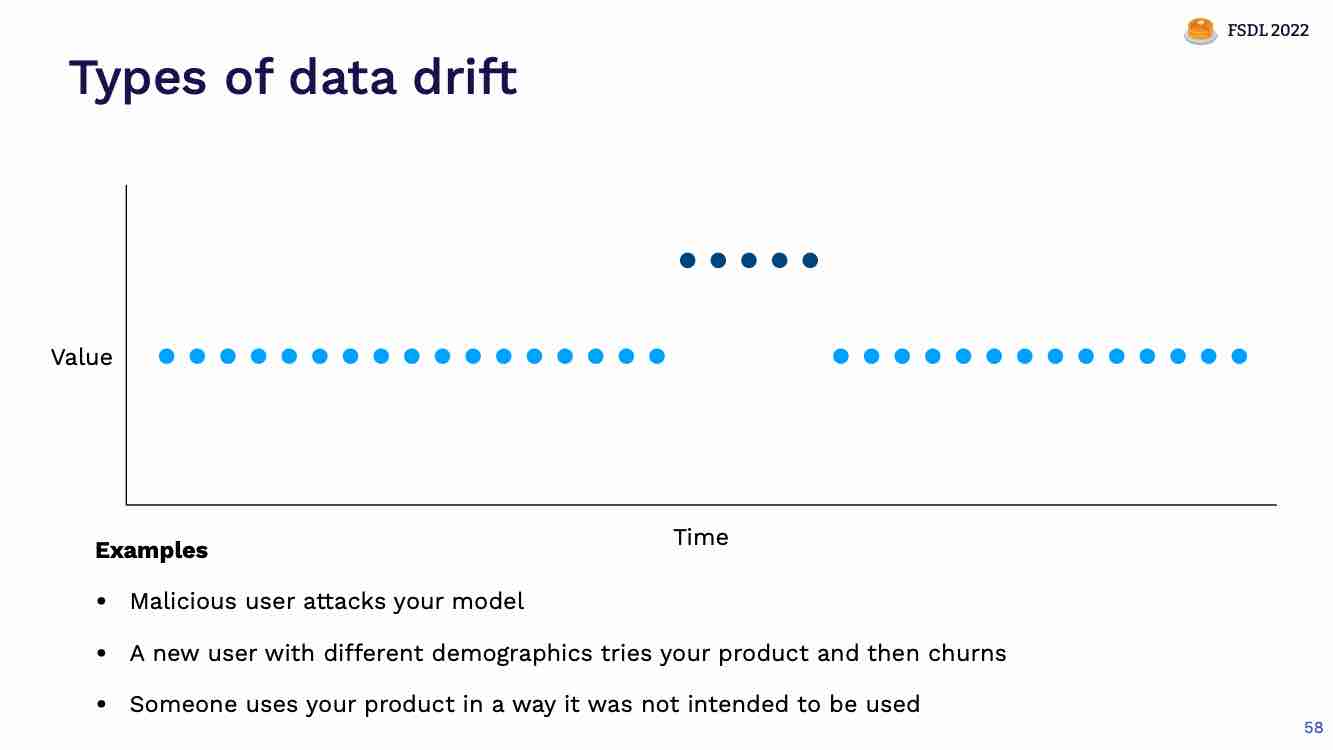 FSDL 2022
Types of data drift
Value
Time
Examples
• Malicious user attacks your model
• A new user with different demographics tries your product and then churns
• Someone uses your product in a way it was not intended to be used
58